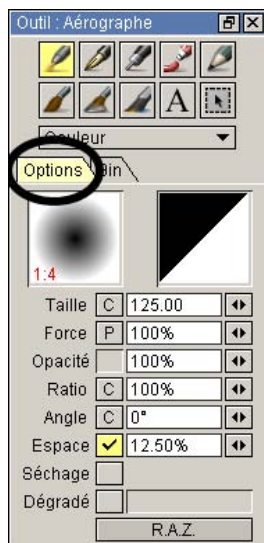 Outil : Aérographe
A
Couleur
Options
1:4
Taille C 125.00
Force P 100%
Opacité 100%
Ratio C 100%
Angle C 0°
Espace 12.50%
Séchage
Dégradé
R.A.Z.